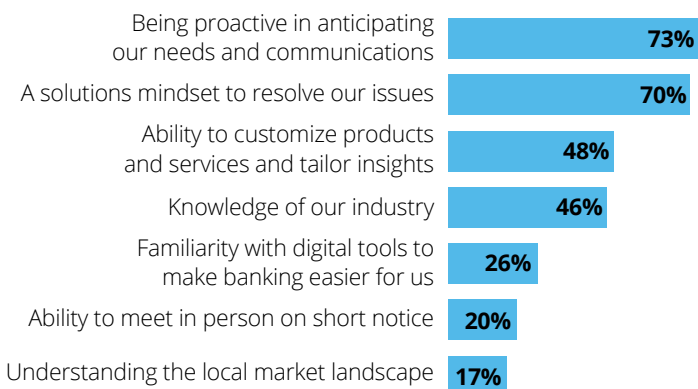 Being proactive in anticipating
our needs and communications
73%
A solutions mindset to resolve our issues
70%
Ability to customize products
and services and tailor insights
48%
Knowledge of our industry
46%
Familiarity with digital tools to
make banking easier for us
26%
Ability to meet in person on short notice
20%
Understanding the local market landscape
17%